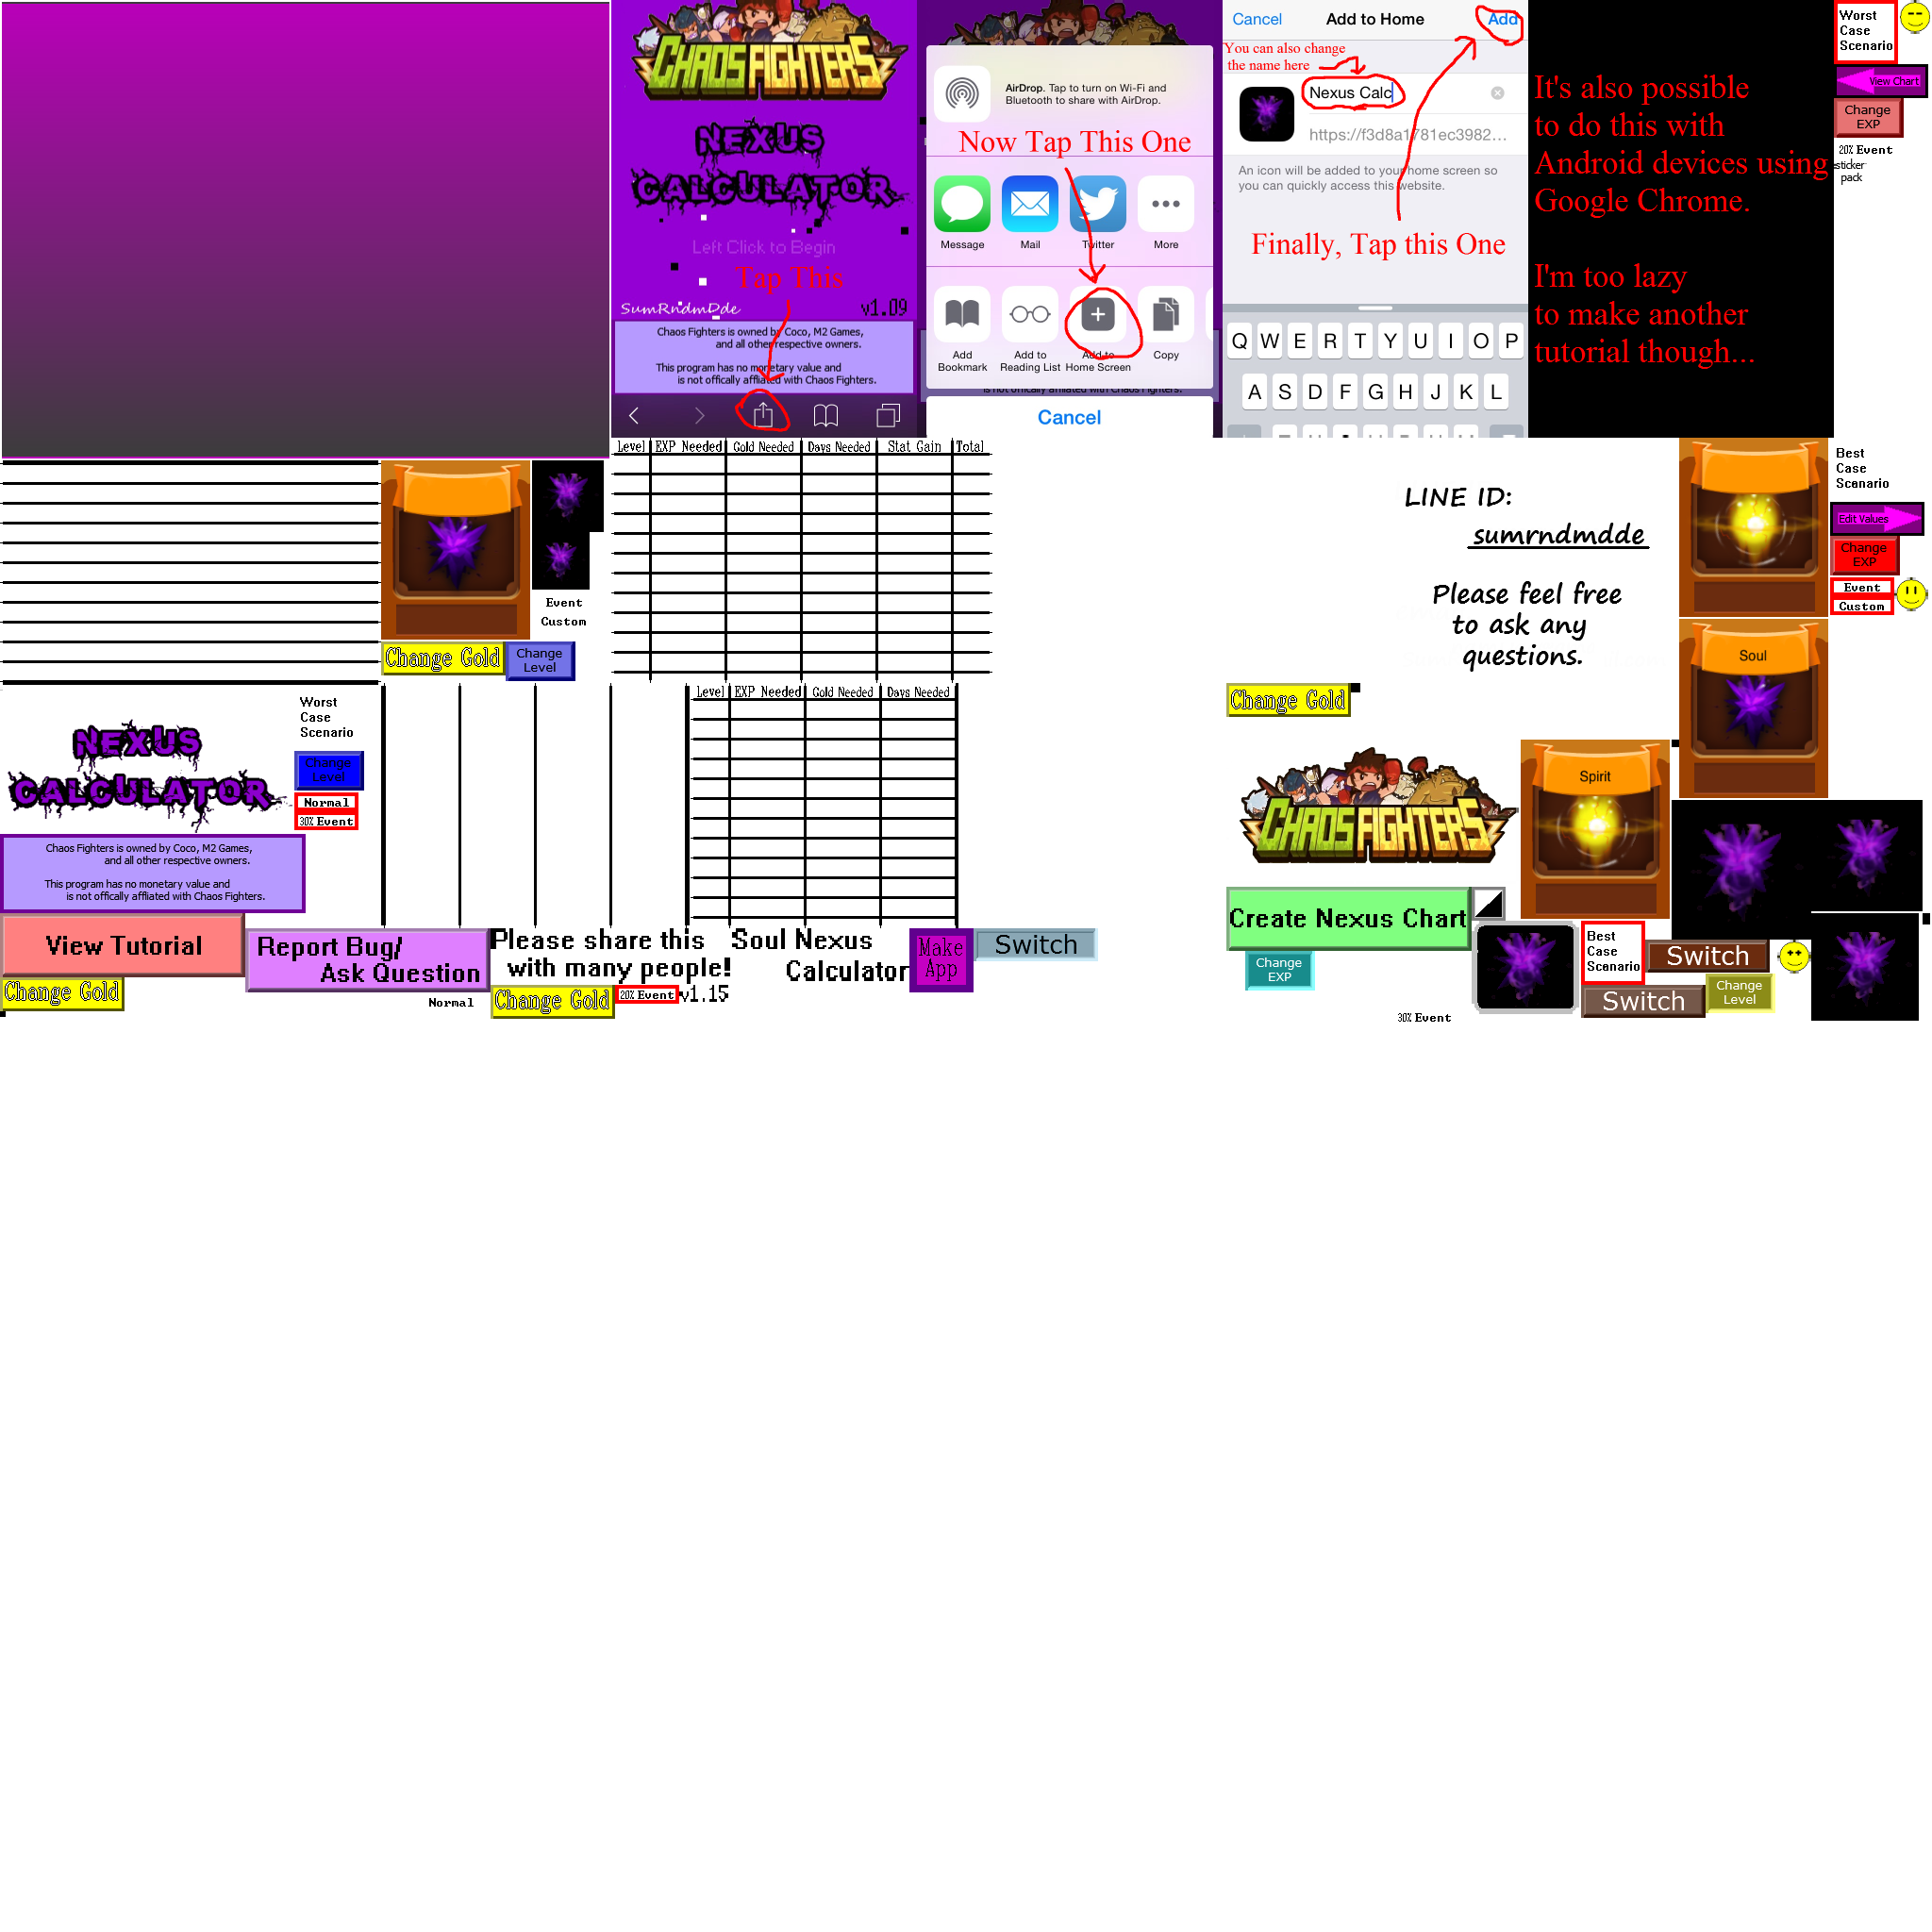 CHAOS FIGHTERS
NEXUS
CALCULATOR
Left Click to Begin
Tap This
SumRndmDde
v1.09
Chaos Fighters is owned by Coco, M2 Games,
and all other respective owners.
This program has no monetary value and
is not offically affliated with Chaos Fighters.
AirDrop. Tap to turn on Wi-Fi and
Bluetooth to share with AirDrop.
Now Tap This One
Message
Mail
Twitter
More
Add
Bookmark
Add to
Reading List
Add to
Home Screen
Copy
is not offically affliated with Chaos Fighters.
Cancel
Cancel
Add to Home
Add
You can also change
the name here
Nexus Calc
https://f3d8a1781ec3982...
An icon will be added to your home screen so
you can quickly access this website.
Finally, Tap this One
Q W E R T Y U I O P
A S D F G H J K L
It's also possible
to do this with
Android devices using
Google Chrome.
I'm too lazy
to make another
tutorial though...
Worst
Case
Scenario
View Chart
Change
EXP
20% Event
sticker
pack
Level EXP Needed Gold Needed Days Needed Stat Gain Total
LINE ID:
sumrndmdde
Please feel free
to ask any
questions.
Best
Case
Scenario
Edit Values
Change
EXP
Event
Custom
Event
Custom
Change Gold
Change
Level
Soul
Worst
Case
Scenario
NEXUS
CALCULATOR
Change
Level
Normal
30% Event
Level EXP Needed Gold Needed Days Needed
Change Gold
Spirit
CHAOS FIGHTERS
Chaos Fighters is owned by Coco, M2 Games,
and all other respective owners.
This program has no monetary value and
is not offically affliated with Chaos Fighters.
View Tutorial
Report Bug/
Ask Question
Please share this
with many people!
Soul Nexus
Calculator
Make
App
Switch
Create Nexus Chart
Change
EXP
Best
Case
Scenario
Switch
Switch
Change
Level
Change Gold
Normal
Change Gold
20% Event
v1.15
30% Event